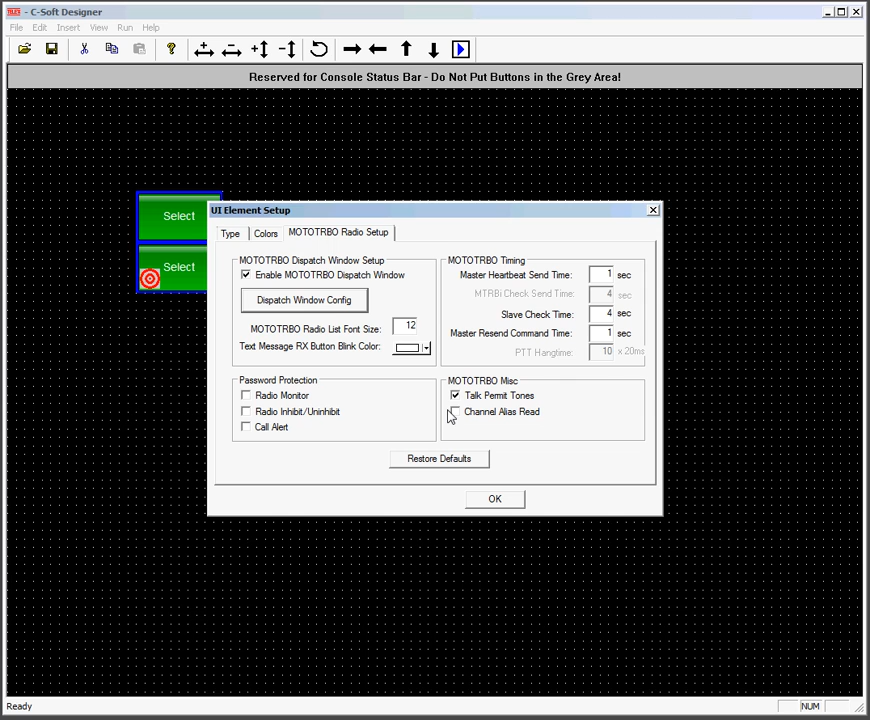 TELEX - C-Soft Designer
File Edit Insert View Run Help
Reserved for Console Status Bar - Do Not Put Buttons in the Grey Area!
Select
Select
UI Element Setup
Type Colors MOTOTRBO Radio Setup
MOTOTRBO Dispatch Window Setup
Enable MOTOTRBO Dispatch Window
Dispatch Window Config
MOTOTRBO Radio List Font Size: 12
Text Message RX Button Blink Color:
MOTOTRBO Timing
Master Heartbeat Send Time: 1 sec
MTRBi Check Send Time: 4 sec
Slave Check Time: 4 sec
Master Resend Command Time: 1 sec
PTT Hangtime: 10 x 20ms
Password Protection
Radio Monitor
Radio Inhibit/Uninhibit
Call Alert
MOTOTRBO Misc
Talk Permit Tones
Channel Alias Read
Restore Defaults
OK
Ready NUM